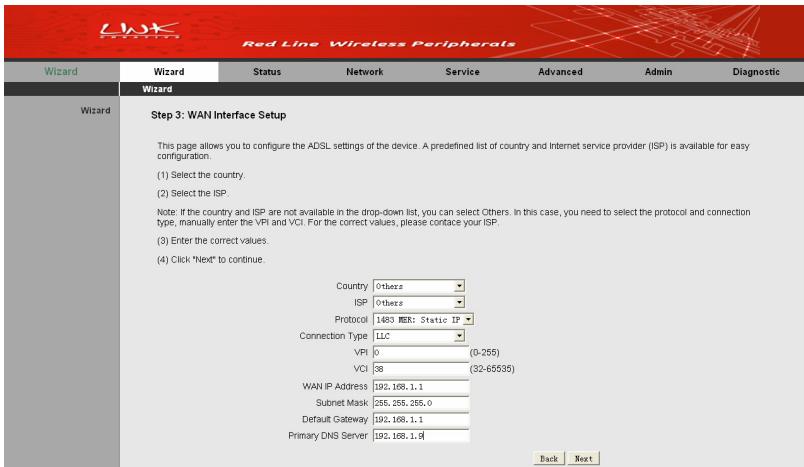 LINK
CREATIVE
Red Line Wireless Peripherals
Wizard Wizard Status Network Service Advanced Admin Diagnostic
Wizard
Wizard
Step 3: WAN Interface Setup
This page allows you to configure the ADSL settings of the device. A predefined list of country and Internet service provider (ISP) is available for easy
configuration.
(1) Select the country.
(2) Select the ISP.
Note: If the country and ISP are not available in the drop-down list, you can select Others. In this case, you need to select the protocol and connection
type, manually enter the VPI and VCI. For the correct values, please contace your ISP.
(3) Enter the correct values.
(4) Click "Next" to continue.
Country Others
ISP Others
Protocol 1483 MER: Static IP
Connection Type LLC
VPI 0 (0-255)
VCI 38 (32-65535)
WAN IP Address 192.168.1.1
Subnet Mask 255.255.255.0
Default Gateway 192.168.1.1
Primary DNS Server 192.168.1.9
Back Next